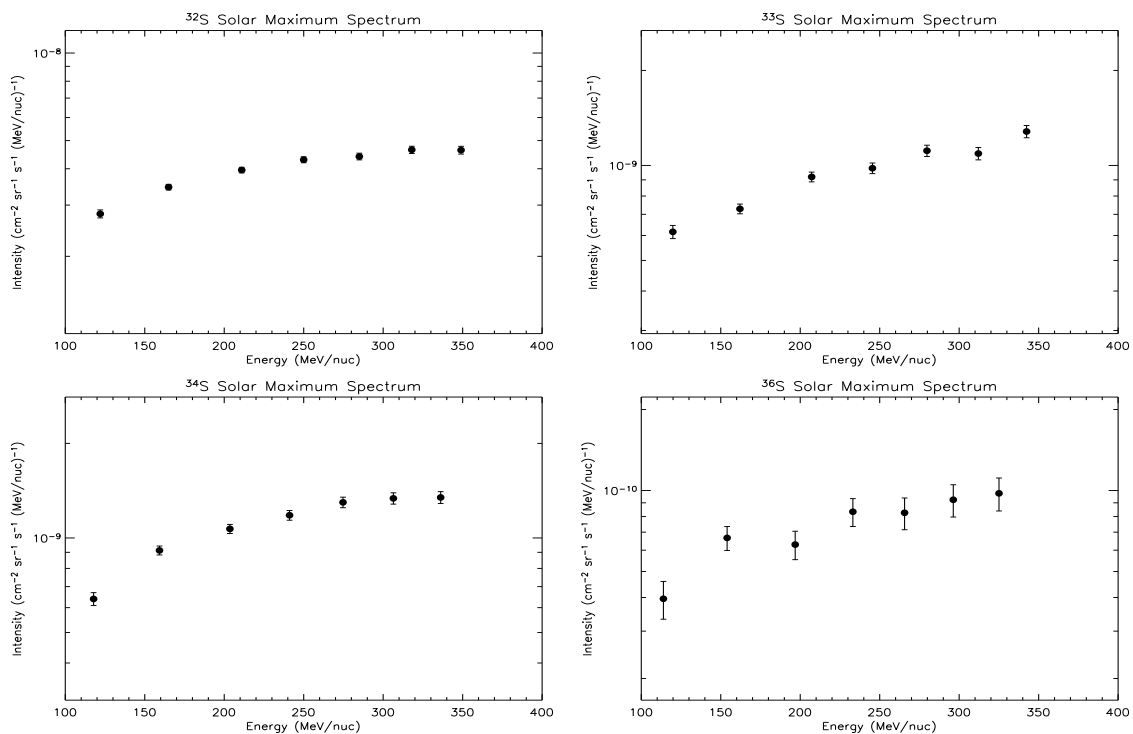 ³²S Solar Maximum Spectrum
10⁻⁸
Intensity (cm⁻² sr⁻¹ s⁻¹ (MeV/nuc)⁻¹)
100 150 200 250 300 350 400
Energy (MeV/nuc)
³³S Solar Maximum Spectrum
10⁻⁹
Intensity (cm⁻² sr⁻¹ s⁻¹ (MeV/nuc)⁻¹)
100 150 200 250 300 350 400
Energy (MeV/nuc)
³⁴S Solar Maximum Spectrum
10⁻⁹
Intensity (cm⁻² sr⁻¹ s⁻¹ (MeV/nuc)⁻¹)
100 150 200 250 300 350 400
Energy (MeV/nuc)
³⁶S Solar Maximum Spectrum
10⁻¹⁰
Intensity (cm⁻² sr⁻¹ s⁻¹ (MeV/nuc)⁻¹)
100 150 200 250 300 350 400
Energy (MeV/nuc)